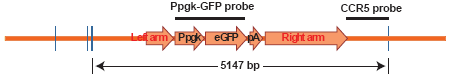 Ppgk-GFP probe
CCR5 probe
Left arm Ppgk eGFP pA Right arm
5147 bp